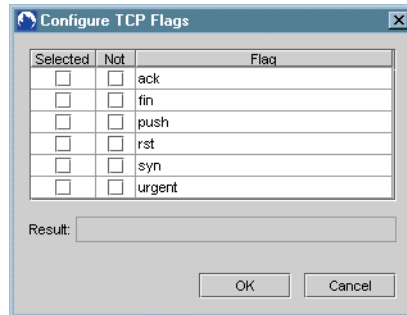 Configure TCP Flags
Selected Not Flag
ack
fin
push
rst
syn
urgent
Result:
OK Cancel